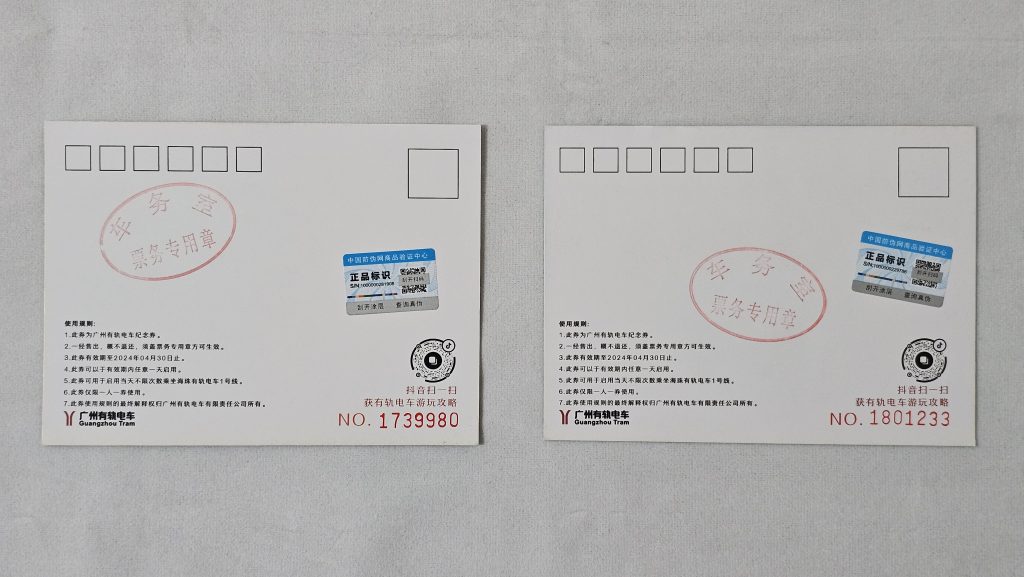 车务室
票务专用章
中国防伪网商品验证中心
正品标识
刮开扫码
刮开涂层 查询真伪
使用规则:
1.此券为广州有轨电车纪念券。
2.一经售出,概不退还,须盖票务专用章方可生效。
3.此券有效期至2024年04月30日止。
4.此券可以于有效期内任意一天启用。
5.此券可用于启用当天不限次数乘坐海珠有轨电车1号线。
6.此券仅限一人一券使用。
7.此券使用规则的最终解释权归广州有轨电车有限责任公司所有。
广州有轨电车
Guangzhou Tram
抖音扫一扫
获有轨电车游玩攻略
NO. 1739980
车务室
票务专用章
中国防伪网商品验证中心
正品标识
刮开扫码
刮开涂层 查询真伪
使用规则:
1.此券为广州有轨电车纪念券。
2.一经售出,概不退还,须盖票务专用章方可生效。
3.此券有效期至2024年04月30日止。
4.此券可以于有效期内任意一天启用。
5.此券可用于启用当天不限次数乘坐海珠有轨电车1号线。
6.此券仅限一人一券使用。
7.此券使用规则的最终解释权归广州有轨电车有限责任公司所有。
广州有轨电车
Guangzhou Tram
抖音扫一扫
获有轨电车游玩攻略
NO. 1801233